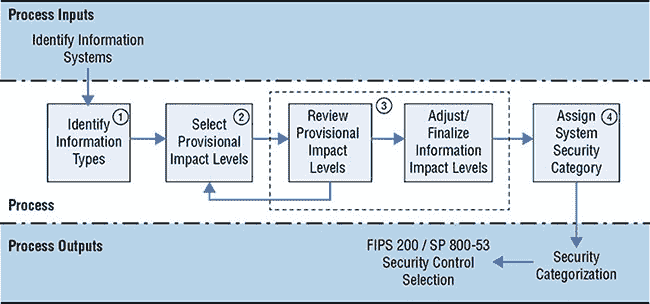 Process Inputs
Identify Information
Systems
1
Identify
Information
Types
2
Select
Provisional
Impact Levels
3
Review
Provisional
Impact
Levels
Adjust/
Finalize
Information
Impact Levels
4
Assign
System
Security
Category
Process
Process Outputs
FIPS 200 / SP 800-53
Security Control
Selection
Security
Categorization